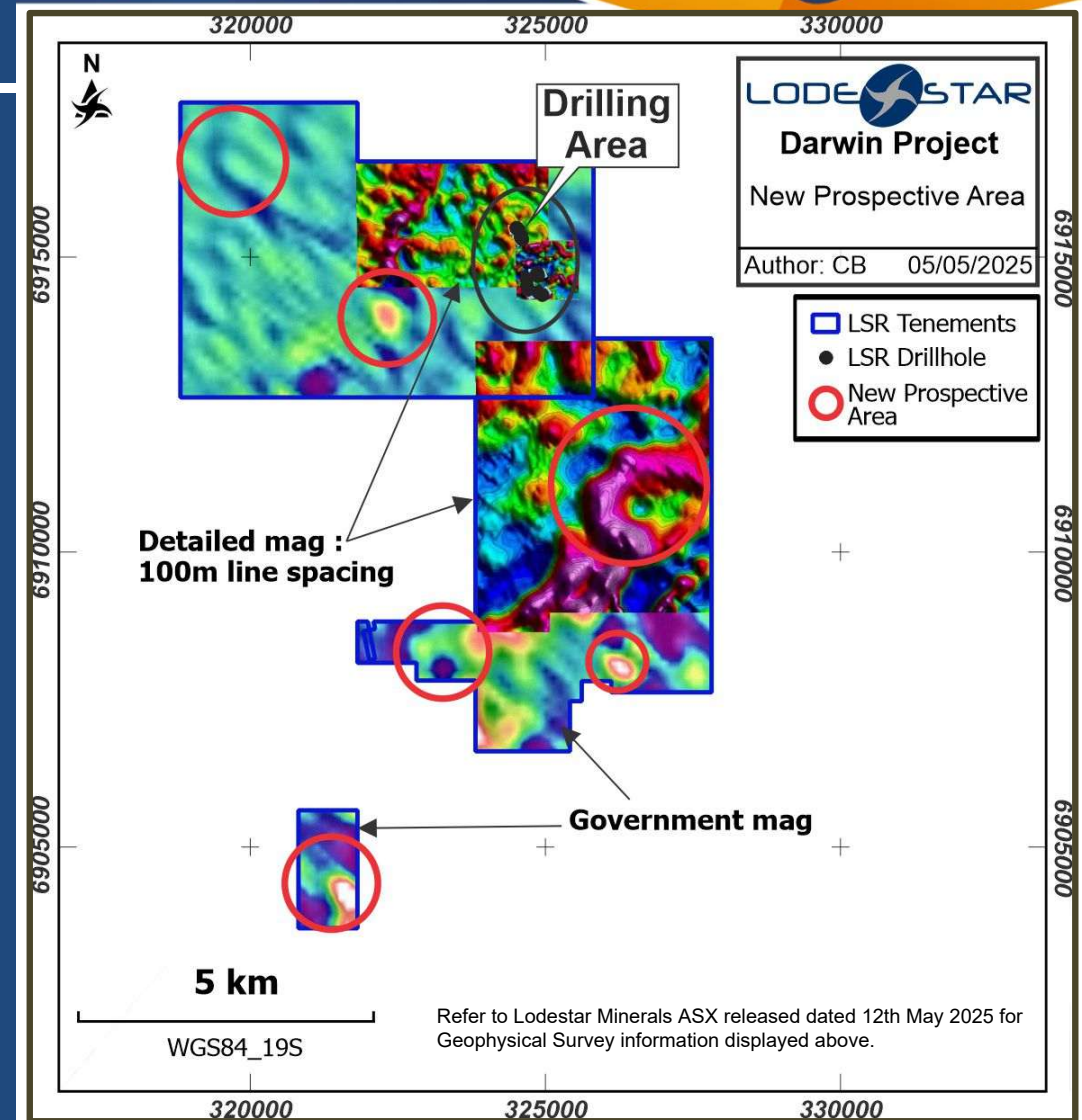 320000 325000 330000
N
Drilling
Area
LODESTAR
Darwin Project
New Prospective Area
Author: CB 05/05/2025
LSR Tenements
LSR Drillhole
New Prospective
Area
6915000 6915000
Detailed mag :
100m line spacing
6910000 6910000
Government mag
6905000 6905000
5 km
WGS84_19S
Refer to Lodestar Minerals ASX released dated 12th May 2025 for
Geophysical Survey information displayed above.
320000 325000 330000